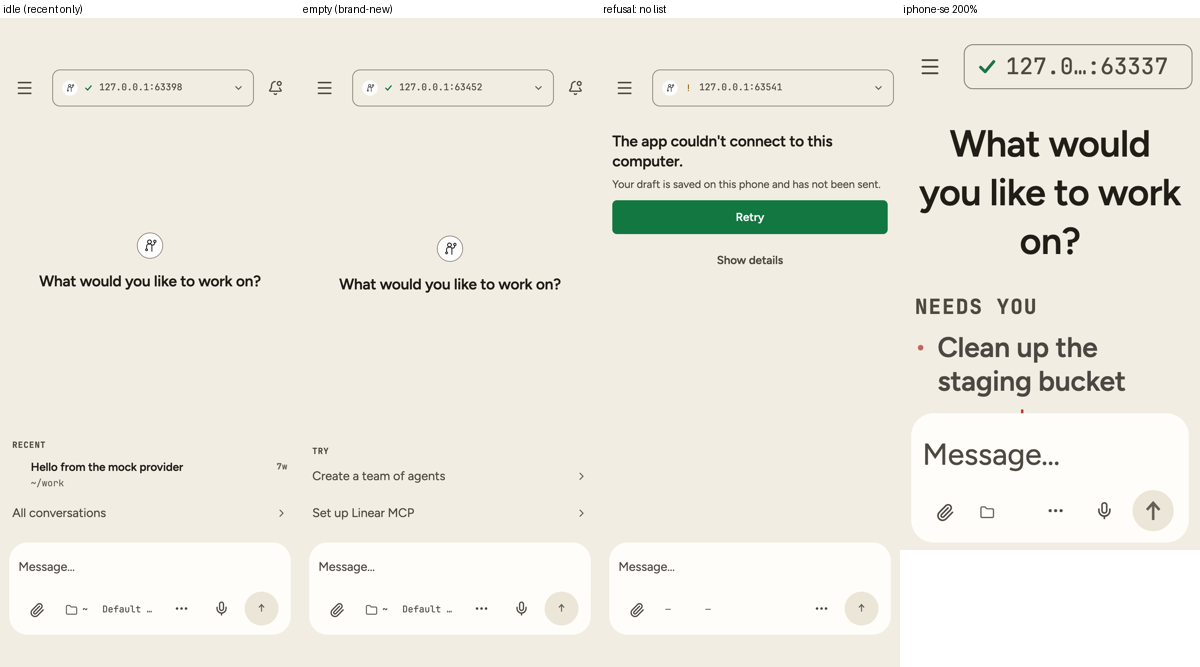 idle (recent only)
127.0.0.1:63398
What would you like to work on?
RECENT
Hello from the mock provider
7w
~/work
All conversations
Message...
~
Default …
empty (brand-new)
127.0.0.1:63452
What would you like to work on?
TRY
Create a team of agents
Set up Linear MCP
Message...
~
Default …
refusal: no list
! 127.0.0.1:63541
The app couldn't connect to this
computer.
Your draft is saved on this phone and has not been sent.
Retry
Show details
Message...
–
–
iphone-se 200%
127.0…:63337
What would
you like to work
on?
NEEDS YOU
• Clean up the
staging bucket
Message...